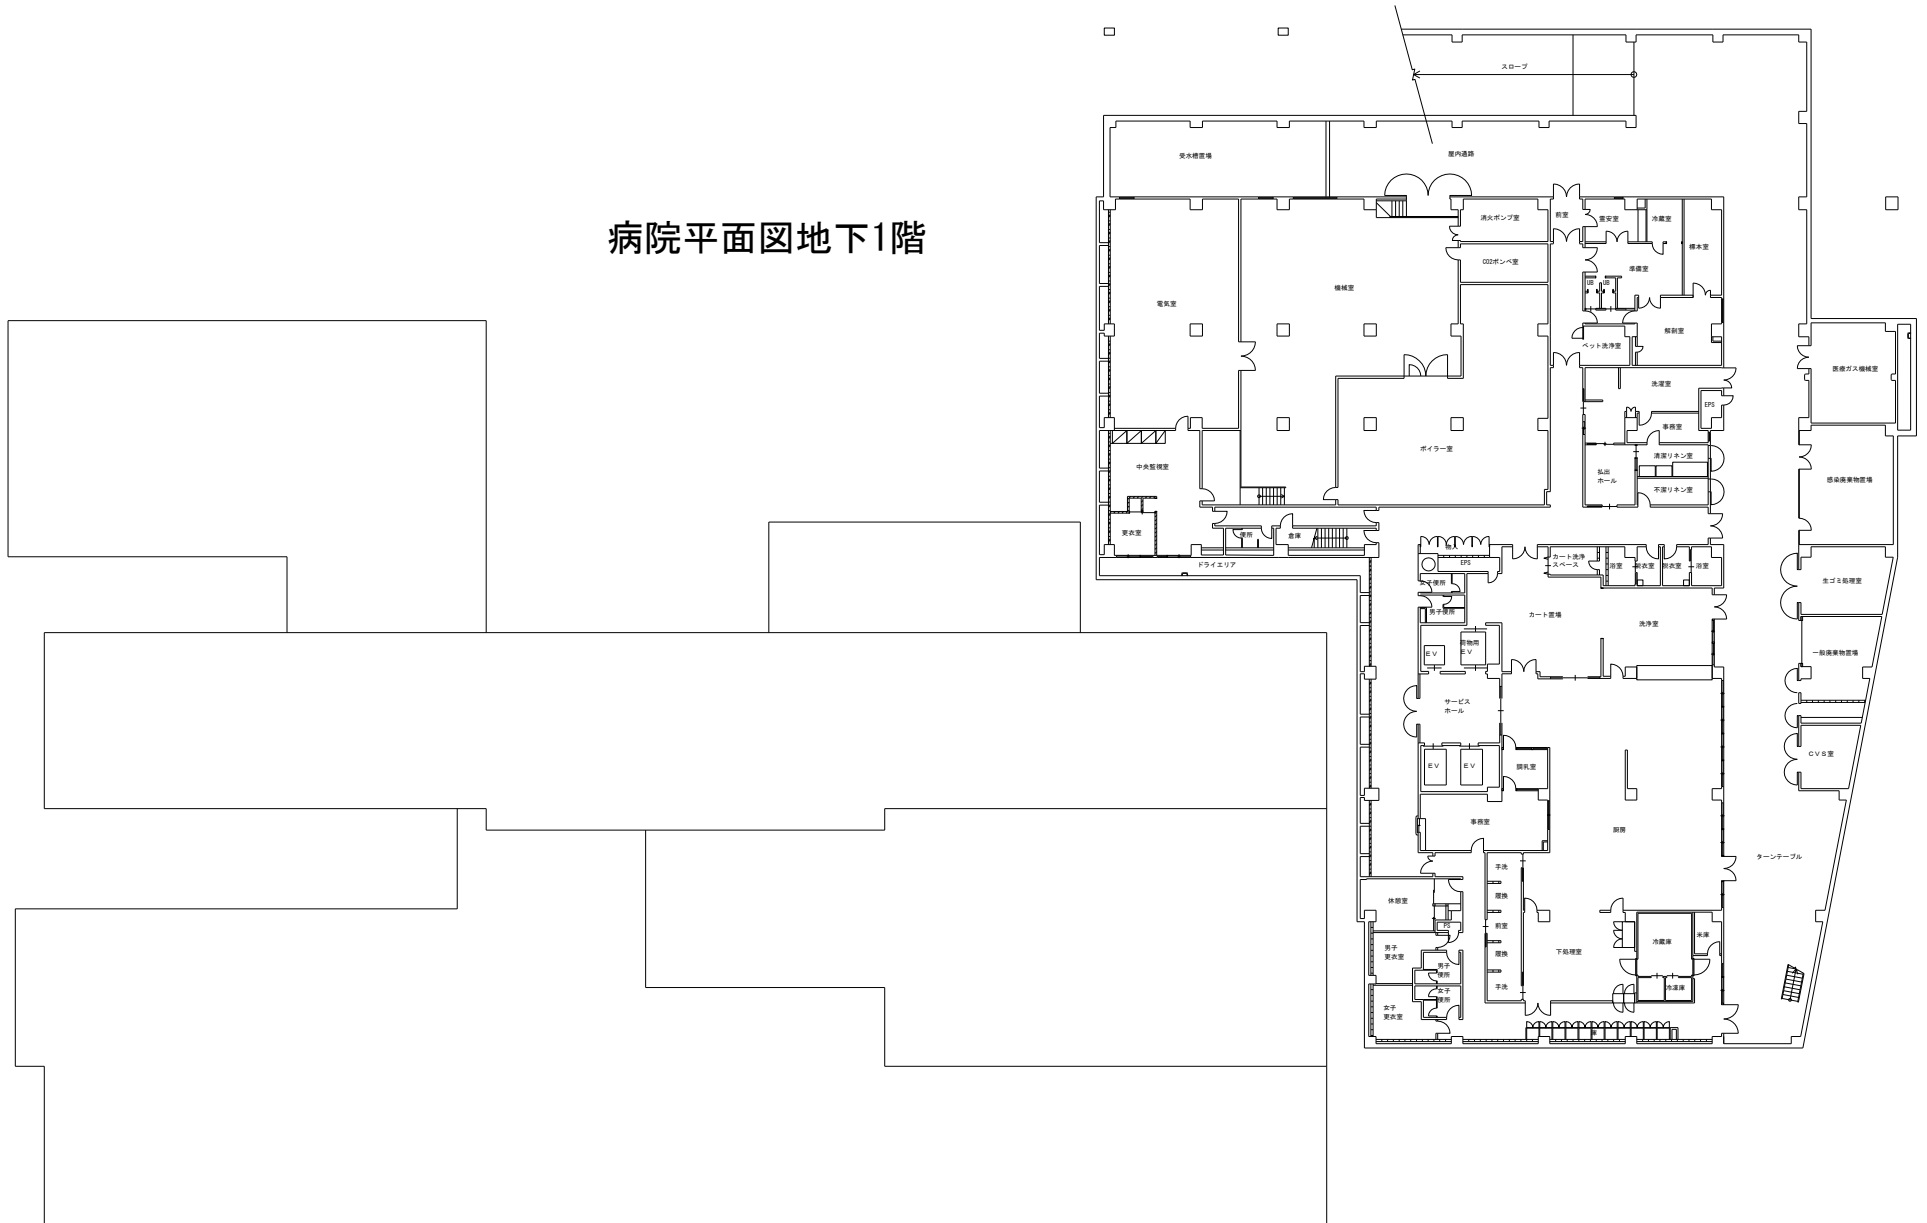 スロープ
受水槽置場
屋内通路
病院平面図地下1階
消火ポンプ室
前室
霊安室
冷蔵室
標本室
CO2ボンベ室
準備室
UB
UB
機械室
電気室
解剖室
ベット洗浄室
医療ガス機械室
洗濯室
EPS
事務室
ボイラー室
清潔リネン室
中央監視室
払出
ホール
感染廃棄物置場
不潔リネン室
更衣室
便所
倉庫
物入
ドライエリア
EPS
カート洗浄
スペース
浴室
脱衣室
脱衣室
浴室
女子便所
生ゴミ処理室
男子便所
カート置場
洗浄室
荷物用
EV
EV
一般廃棄物置場
サービス
ホール
CVS室
EV
EV
調乳室
事務室
厨房
ターンテーブル
手洗
履換
休憩室
PS
前室
米庫
冷蔵庫
男子
更衣室
履換
下処理室
男子
便所
手洗
冷凍庫
女子
便所
女子
更衣室
庫